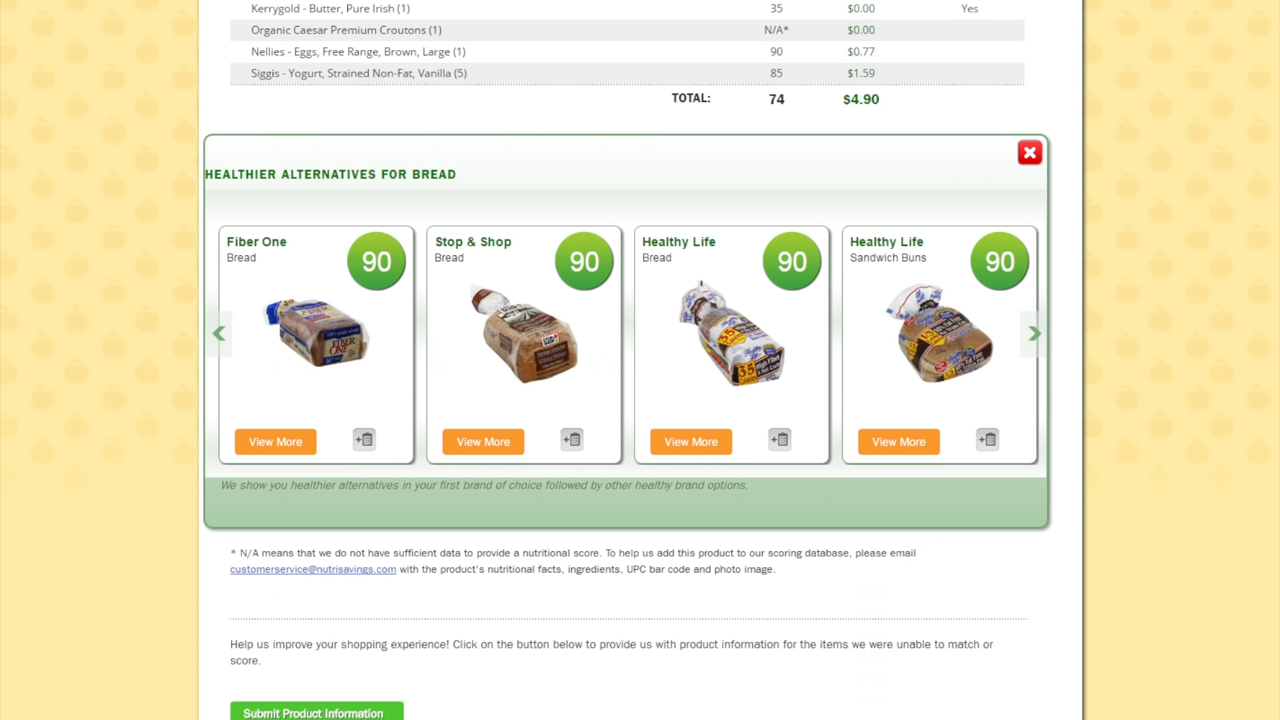 Kerrygold - Butter, Pure Irish (1) 35 $0.00 Yes
Organic Caesar Premium Croutons (1) N/A* $0.00
Nellies - Eggs, Free Range, Brown, Large (1) 90 $0.77
Siggis - Yogurt, Strained Non-Fat, Vanilla (5) 85 $1.59
TOTAL: 74 $4.90
HEALTHIER ALTERNATIVES FOR BREAD
Fiber One
Bread
90
FIBER ONE
View More
Stop & Shop
Bread
90
View More
Healthy Life
Bread
90
35
View More
Healthy Life
Sandwich Buns
90
View More
We show you healthier alternatives in your first brand of choice followed by other healthy brand options.
* N/A means that we do not have sufficient data to provide a nutritional score. To help us add this product to our scoring database, please email
customerservice@nutrisavings.com with the product's nutritional facts, ingredients, UPC bar code and photo image.
Help us improve your shopping experience! Click on the button below to provide us with product information for the items we were unable to match or
score.
Submit Product Information